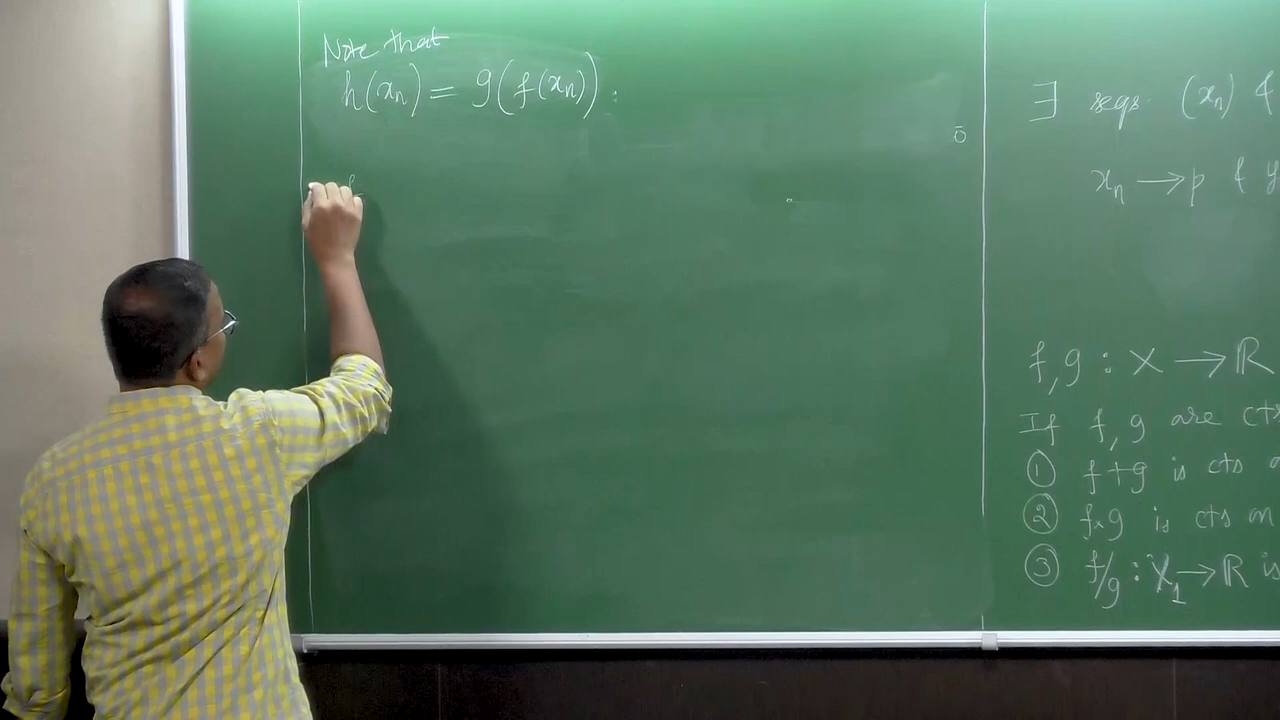 Note that
h(xₙ) = g(f(xₙ)).
∃ seqs. (xₙ) &
xₙ → p & y
f, g : X → ℝ
If f, g are cts
① f+g is cts
② f×g is cts on
③ f/g : X₁ → ℝ is